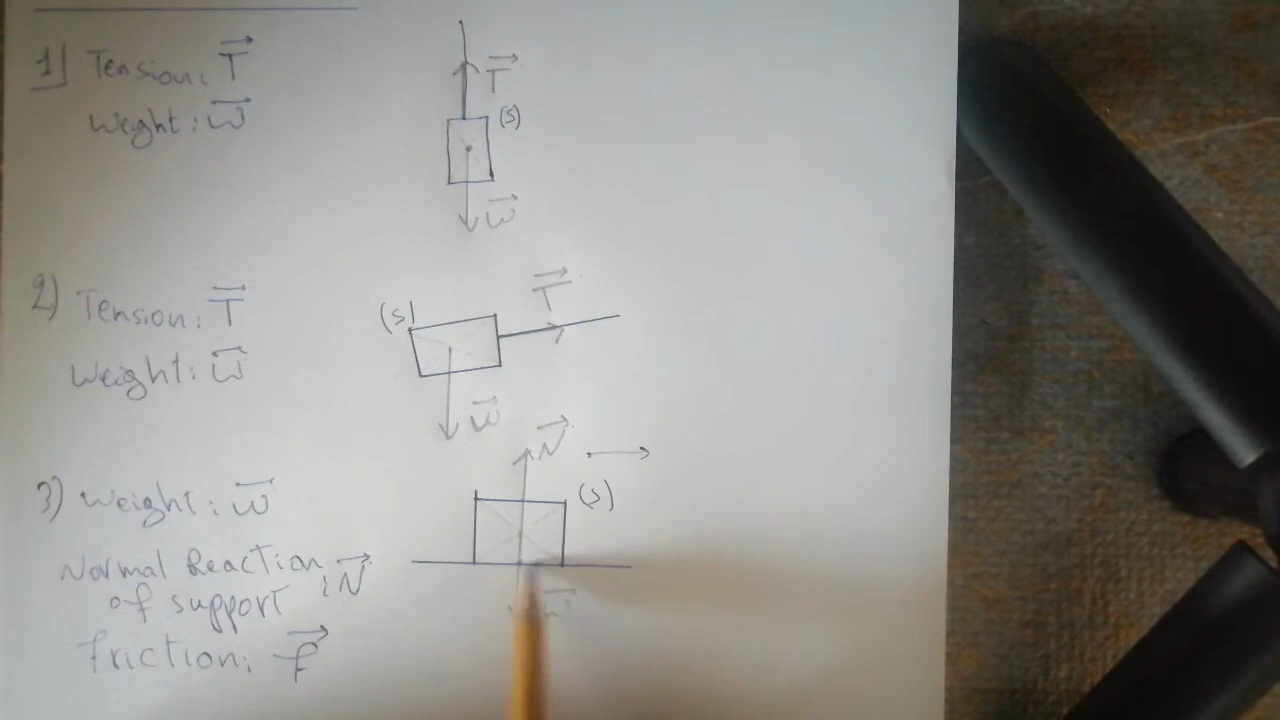 1) Tension: T
Weight: W
T
(S)
W
2) Tension: T
Weight: W
(S)
T
W
3) Weight: W
Normal Reaction
of support : N
friction: f
N
(S)
W